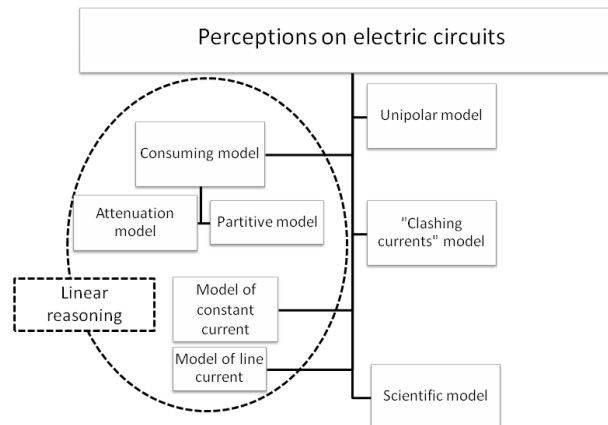 Perceptions on electric circuits
Unipolar model
Consuming model
Attenuation
model
Partitive model
"Clashing
currents" model
Linear
reasoning
Model of
constant
current
Model of line
current
Scientific model